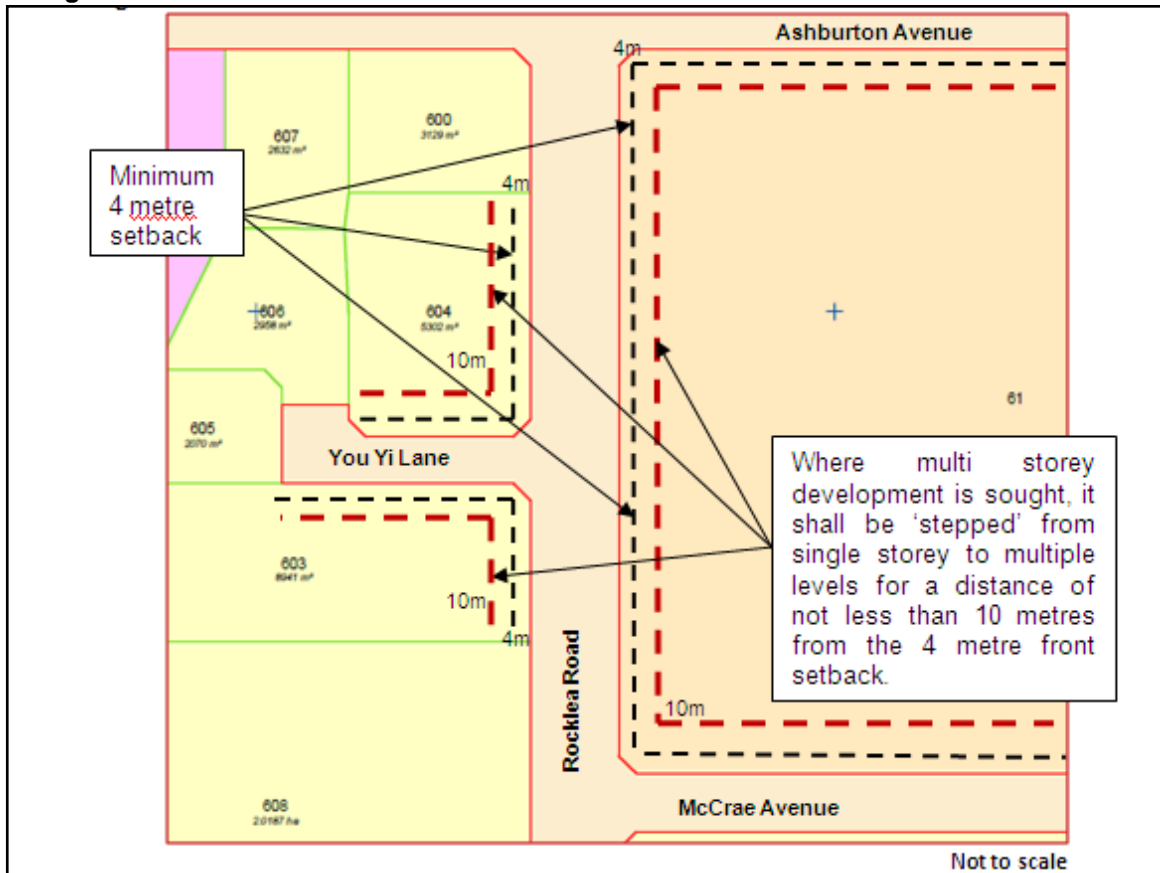 Ashburton Avenue
4m
607
2632 m²
600
3129 m²
Minimum
4 metre
setback
4m
606
2958 m²
604
5302 m²
10m
61
605
2070 m²
You Yi Lane
Where multi storey
development is sought, it
shall be ‘stepped’ from
single storey to multiple
levels for a distance of
not less than 10 metres
from the 4 metre front
setback.
603
8941 m²
10m
4m
Rocklea Road
10m
608
2.0187 ha
McCrae Avenue
Not to scale